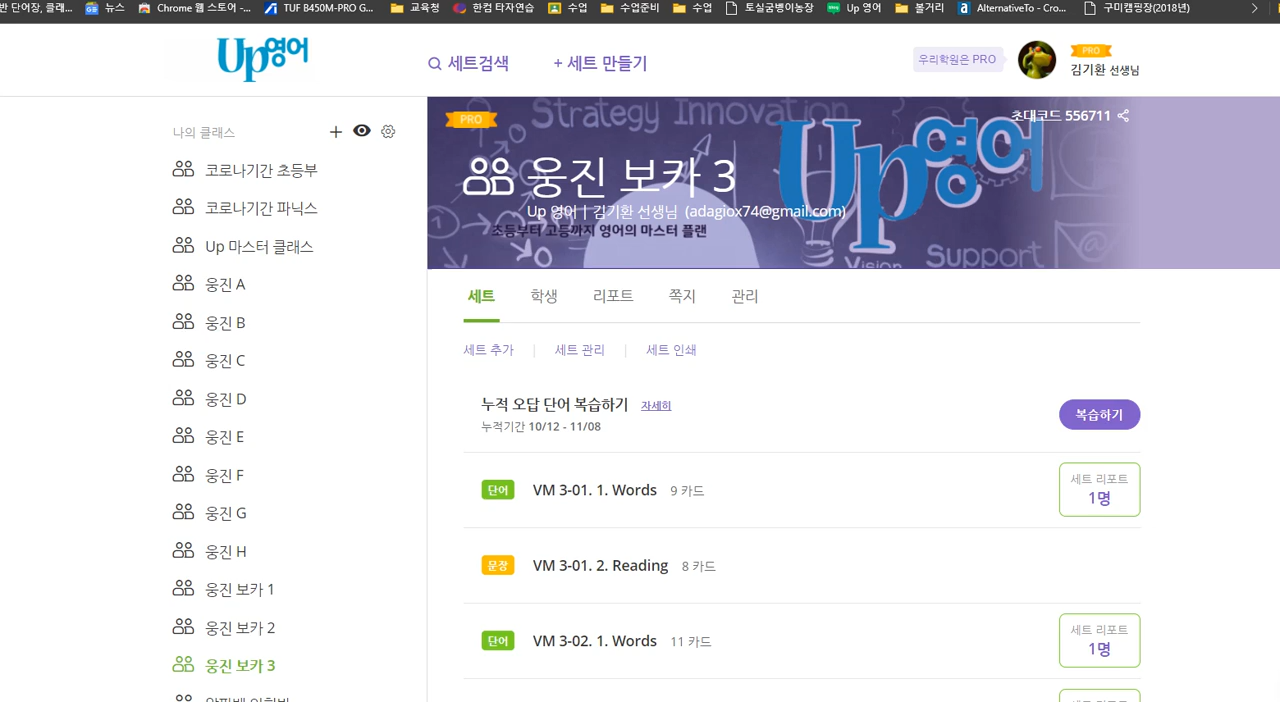 반 단어장, 클래... 뉴스 Chrome 웹 스토어 -... TUF B450M-PRO G... 교육청 한컴 타자연습 수업 수업준비 수업 토실굼벵이농장 Up 영어 볼거리 AlternativeTo - Cro... 구미캠핑장(2018년)
Up영어
세트검색
+ 세트 만들기
우리학원은 PRO
PRO
김기환 선생님
나의 클래스
코로나기간 초등부
코로나기간 파닉스
Up 마스터 클래스
웅진 A
웅진 B
웅진 C
웅진 D
웅진 E
웅진 F
웅진 G
웅진 H
웅진 보카 1
웅진 보카 2
웅진 보카 3
PRO
Strategy Innovation
초대코드 556711
웅진 보카 3
Up영어
Up 영어 | 김기환 선생님 (adagiox74@gmail.com)
초등부터 고등까지 영어의 마스터 플랜
Support
Vision
세트 학생 리포트 쪽지 관리
세트 추가 | 세트 관리 | 세트 인쇄
누적 오답 단어 복습하기 자세히
누적기간 10/12 - 11/08
복습하기
단어 VM 3-01. 1. Words 9 카드
세트 리포트
1명
문장 VM 3-01. 2. Reading 8 카드
단어 VM 3-02. 1. Words 11 카드
세트 리포트
1명